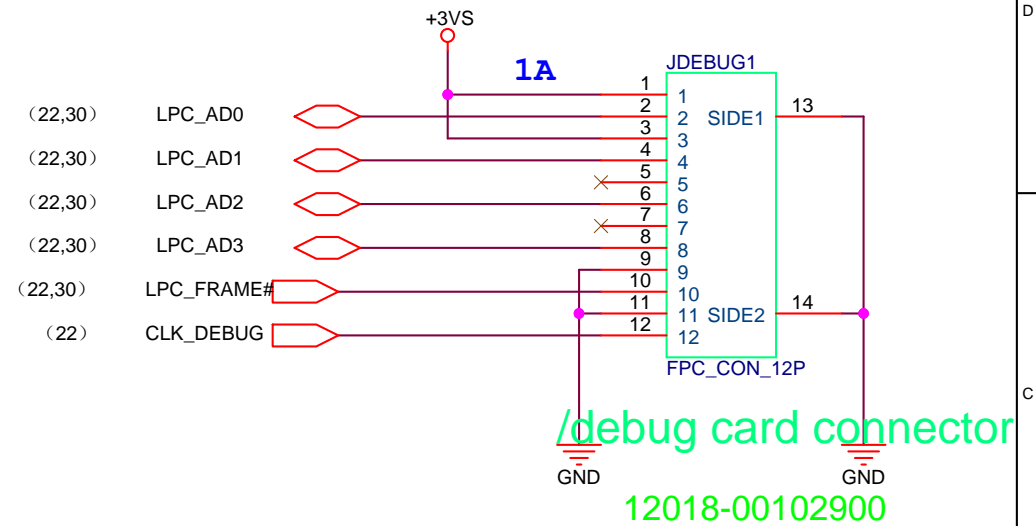 +3VS
D
1A
JDEBUG1
1 1
(22,30) LPC_AD0 2 2 SIDE1 13
3 3
(22,30) LPC_AD1 4 4
5 5
(22,30) LPC_AD2 6 6
7 7
(22,30) LPC_AD3 8 8
9 9
(22,30) LPC_FRAME# 10 10
11 11 SIDE2 14
(22) CLK_DEBUG 12 12
FPC_CON_12P
C
/debug card connector
GND GND
12018-00102900